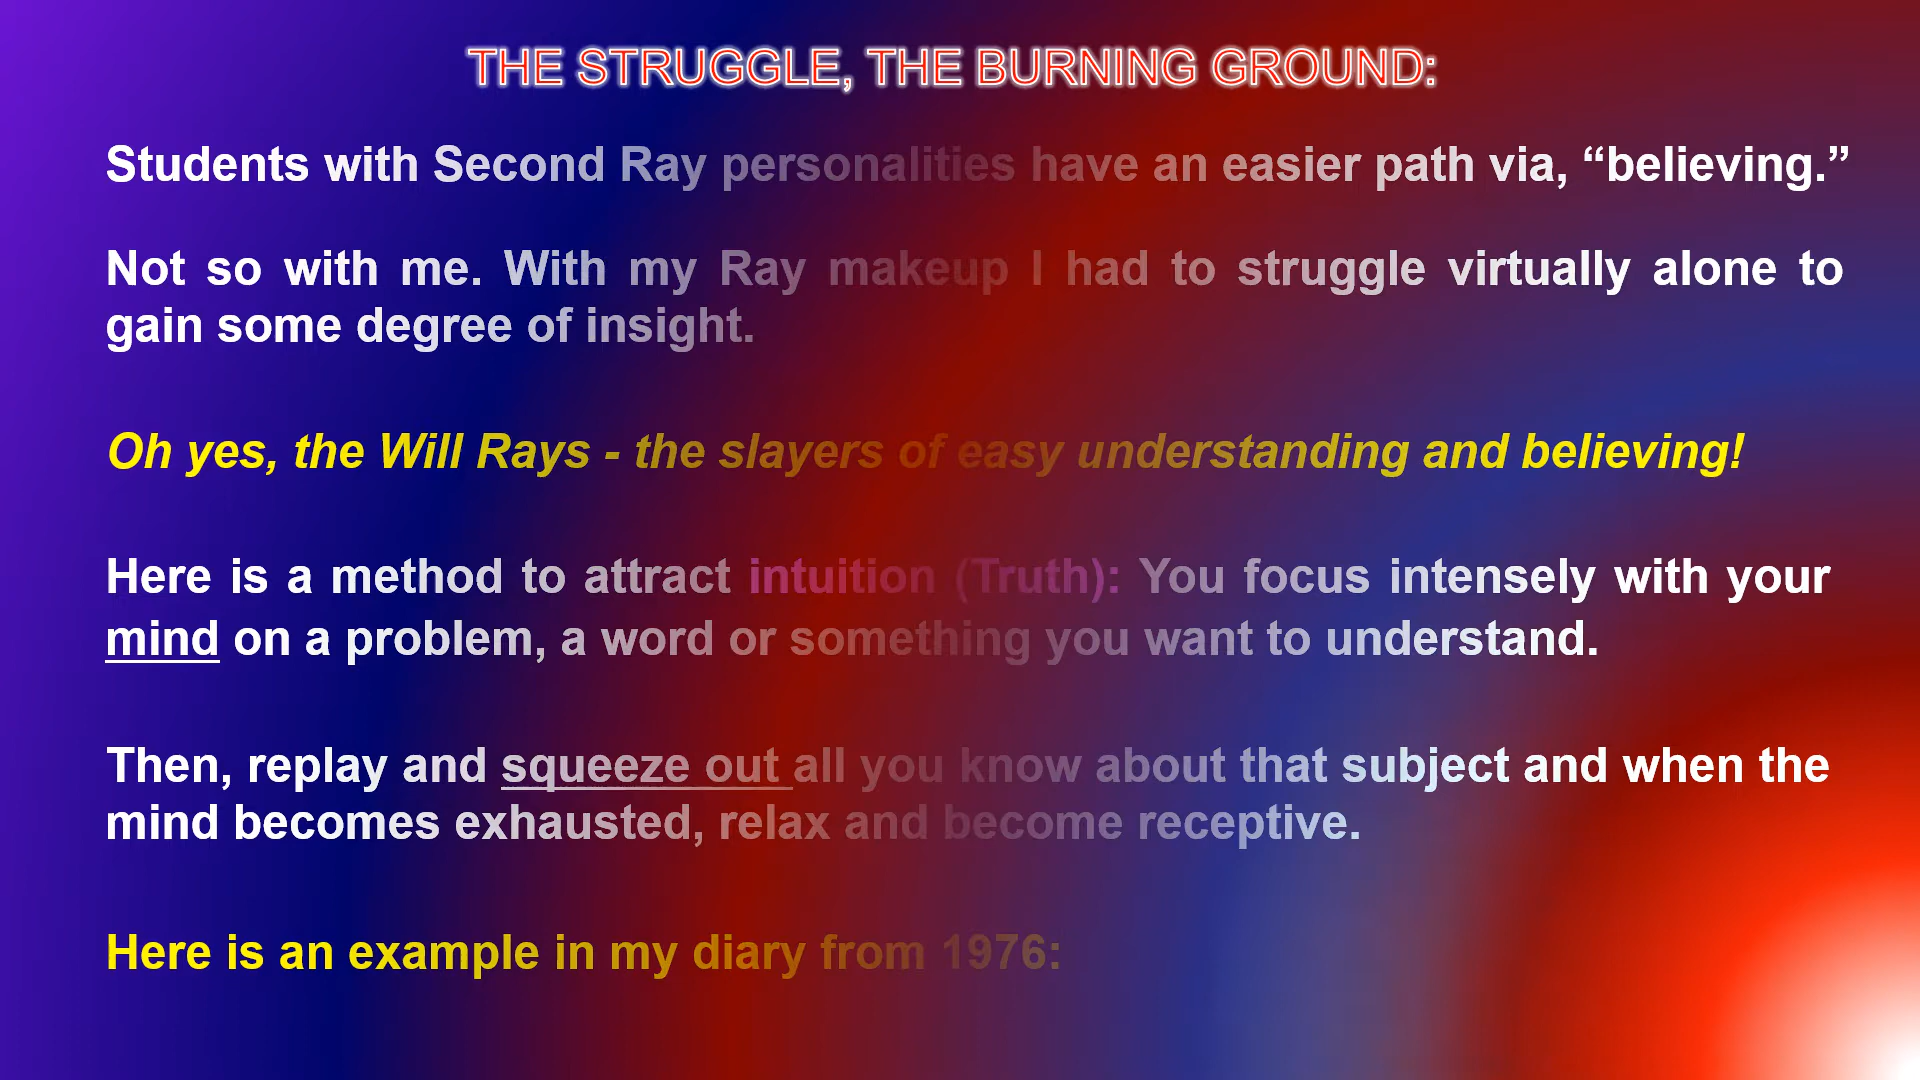 THE STRUGGLE, THE BURNING GROUND:
Students with Second Ray personalities have an easier path via, “believing.”
Not so with me. With my Ray makeup I had to struggle virtually alone to
gain some degree of insight.
Oh yes, the Will Rays - the slayers of easy understanding and believing!
Here is a method to attract intuition (Truth): You focus intensely with your
mind on a problem, a word or something you want to understand.
Then, replay and squeeze out all you know about that subject and when the
mind becomes exhausted, relax and become receptive.
Here is an example in my diary from 1976: